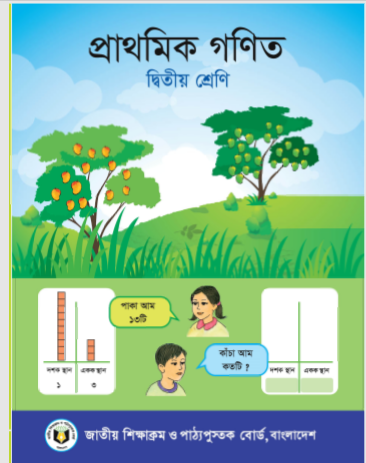 প্রাথমিক গণিত
দ্বিতীয় শ্রেণি
পাকা আম
১৩টি
কাঁচা আম
কতটি ?
দশক স্থান একক স্থান
১ ৩
দশক স্থান একক স্থান
জাতীয় শিক্ষাক্রম ও পাঠ্যপুস্তক বোর্ড, বাংলাদেশ